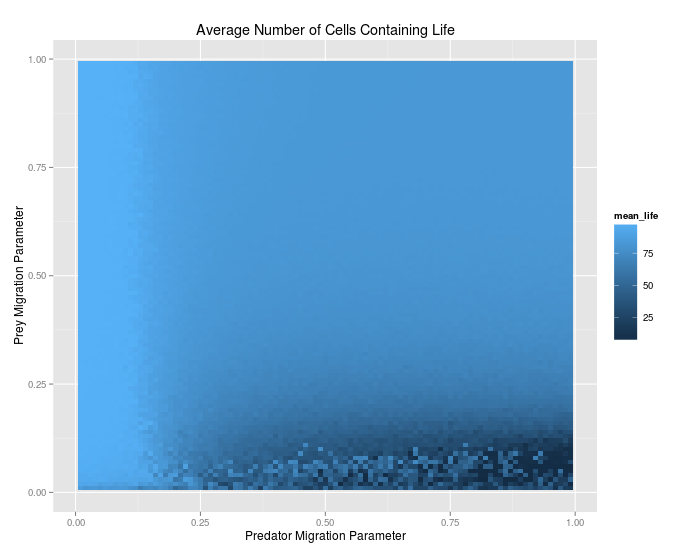 Average Number of Cells Containing Life
1.00
0.75
0.50
0.25
0.00
Prey Migration Parameter
0.00 0.25 0.50 0.75 1.00
Predator Migration Parameter
mean_life
75
50
25